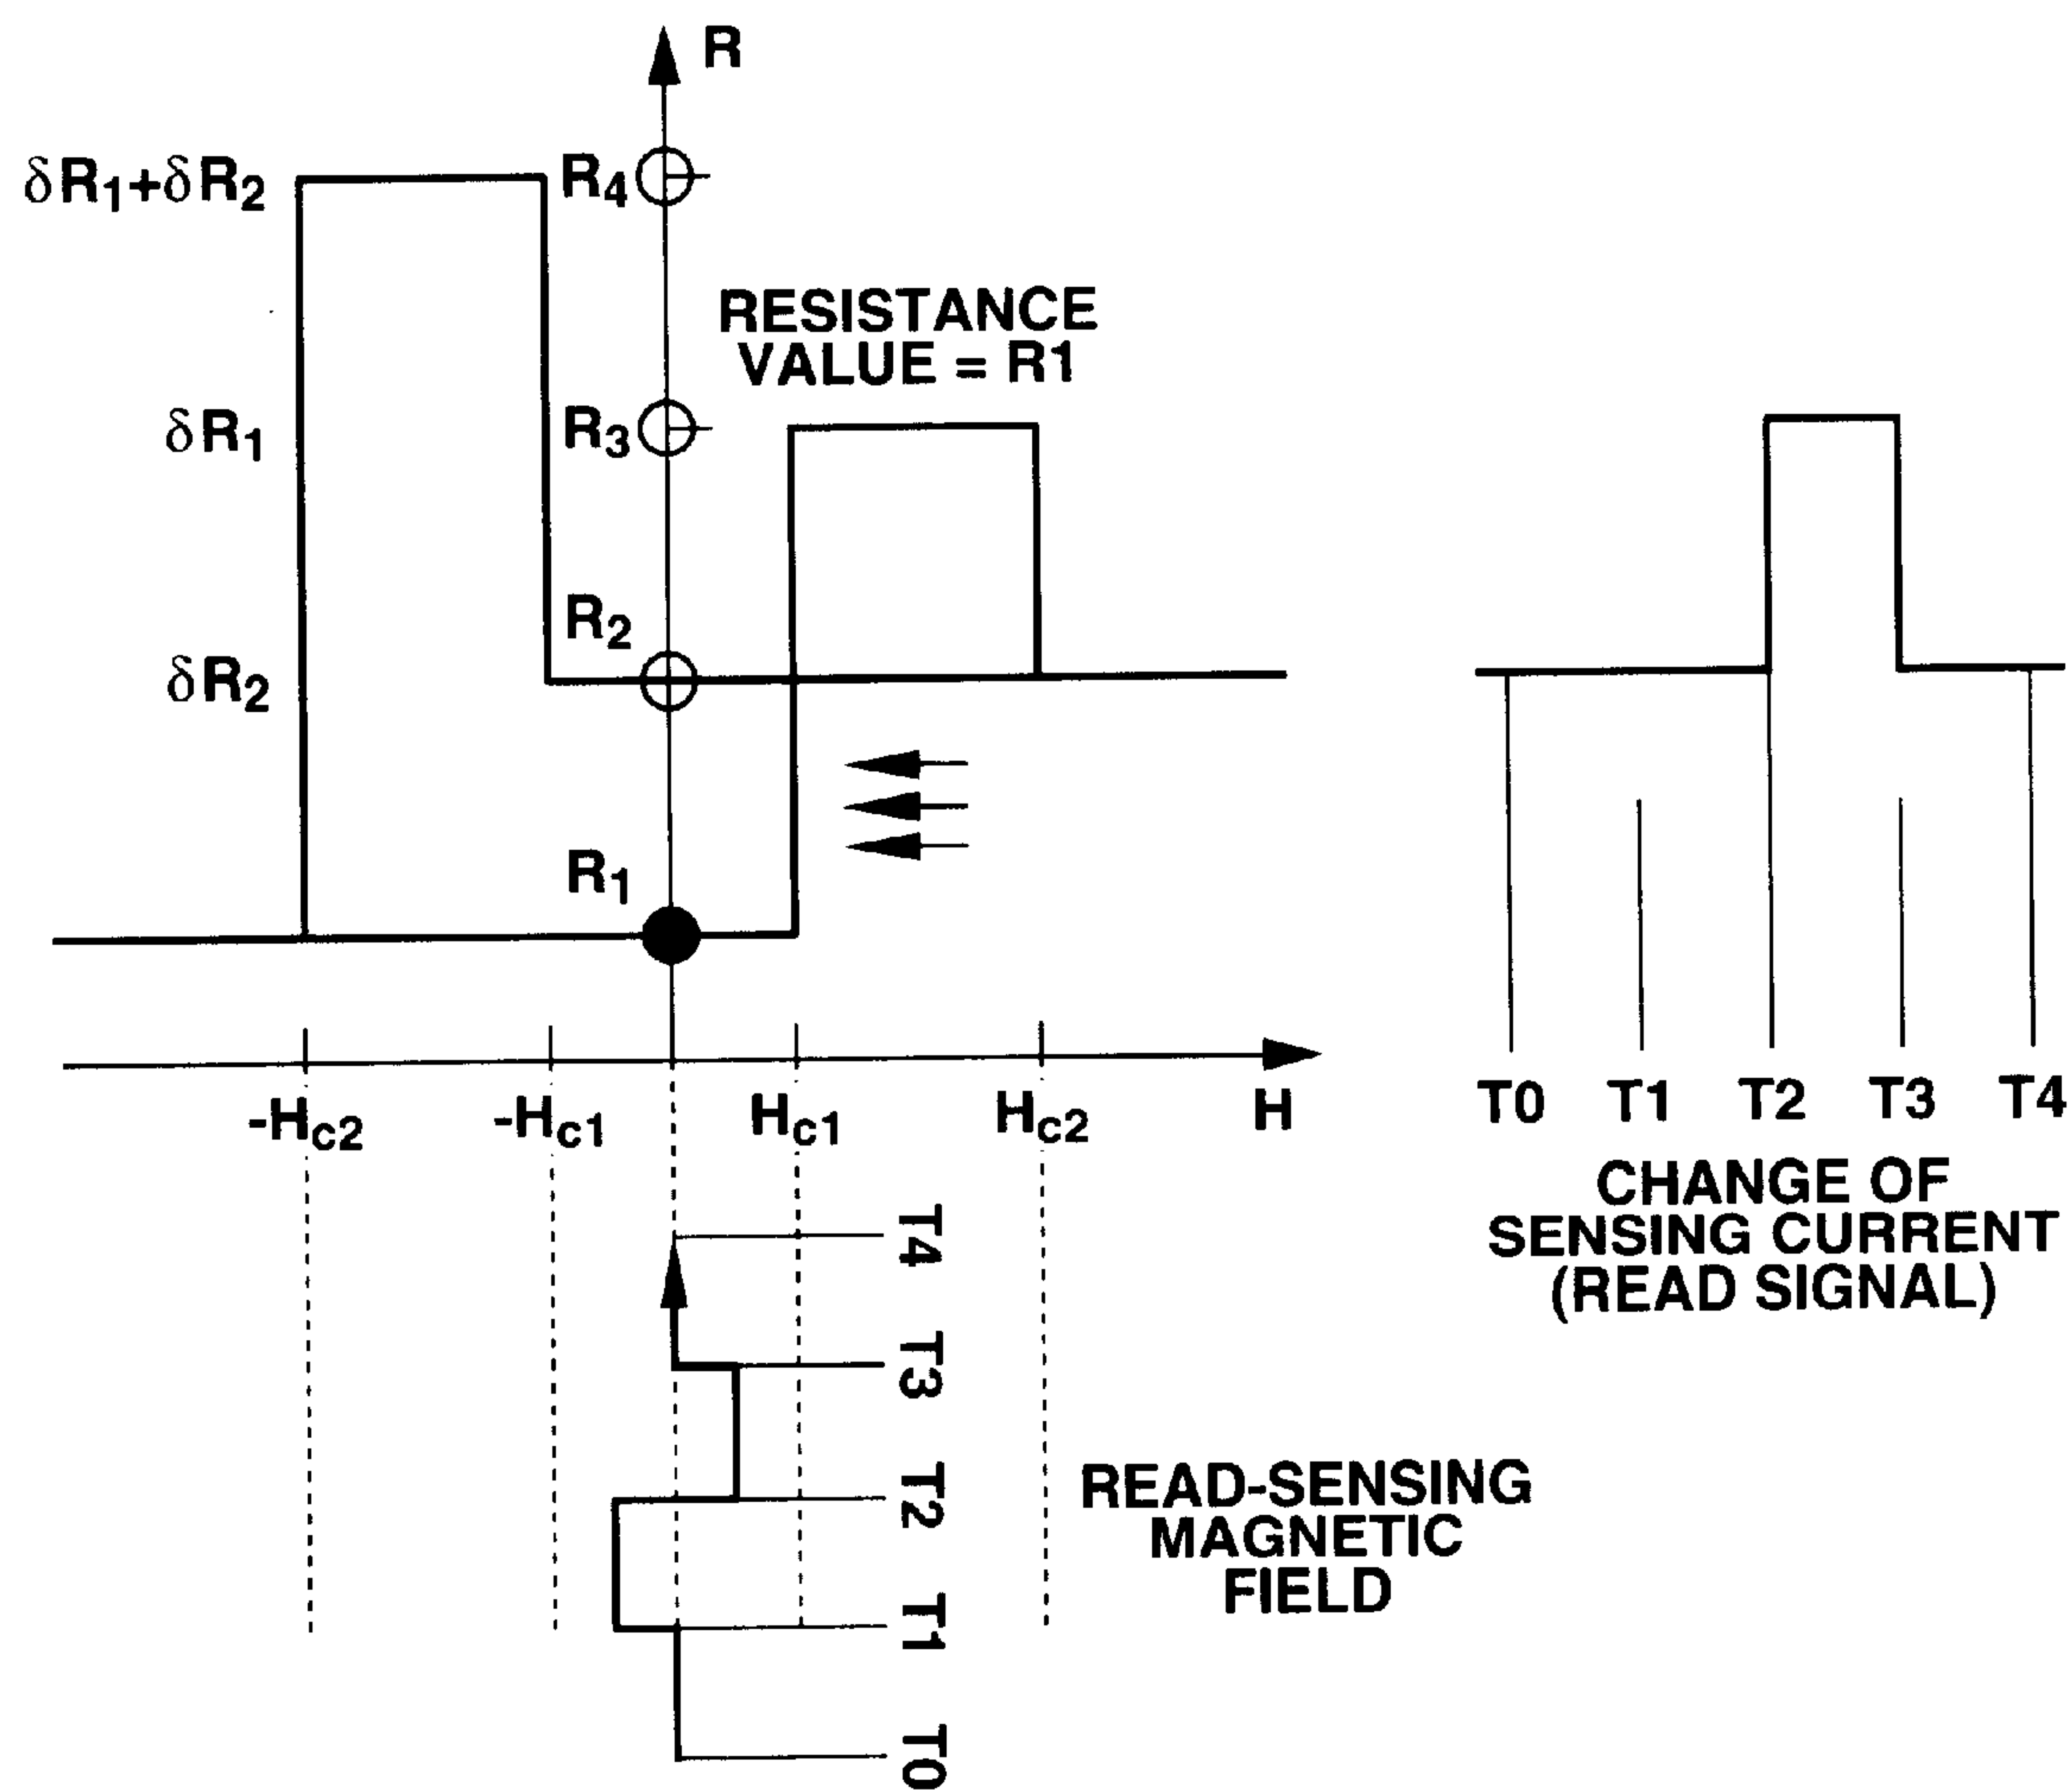 R
δR₁+δR₂
R₄
RESISTANCE
VALUE = R1
δR₁
R₃
R₂
δR₂
R₁
-Hc2
-Hc1
Hc1
Hc2
H
T0
T1
T2
T3
T4
CHANGE OF
SENSING CURRENT
(READ SIGNAL)
T4
T3
T2
T1
T0
READ-SENSING
MAGNETIC
FIELD